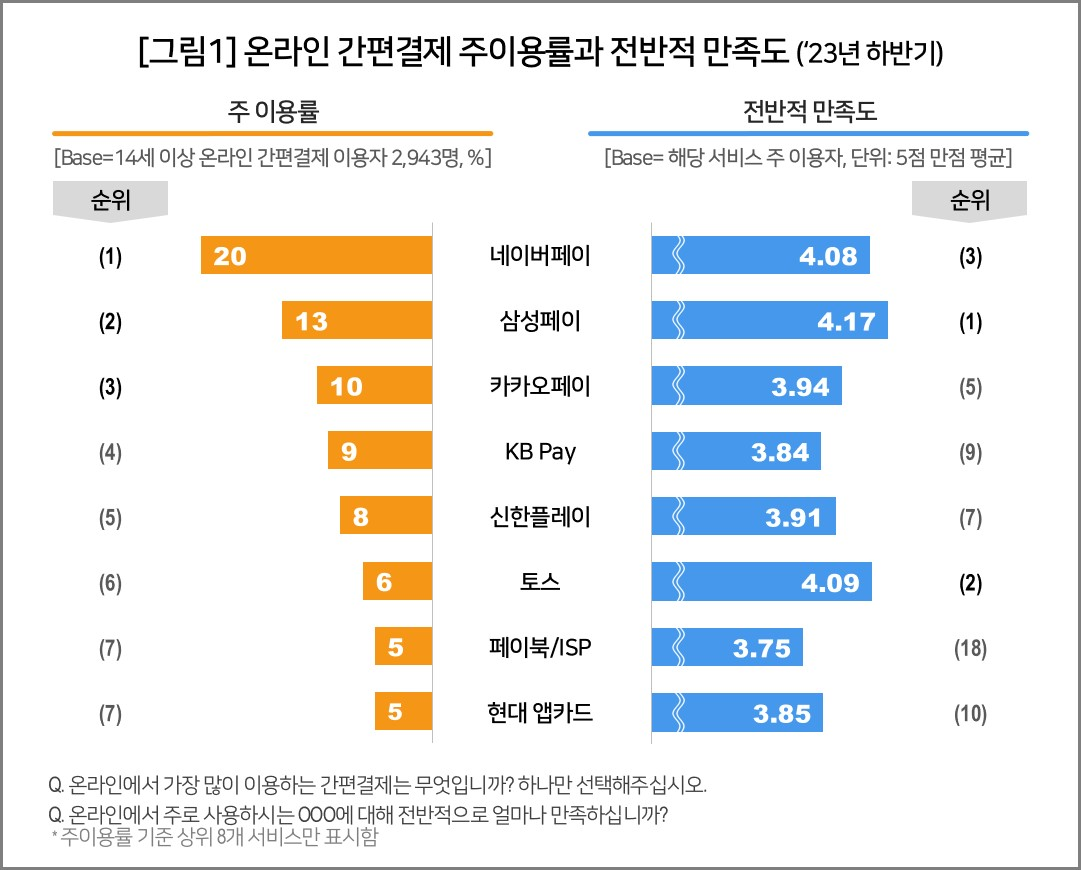 [그림1] 온라인 간편결제 주이용률과 전반적 만족도 (‘23년 하반기)
주 이용률 전반적 만족도
[Base=14세 이상 온라인 간편결제 이용자 2,943명, %] [Base= 해당 서비스 주 이용자, 단위: 5점 만점 평균]
순위 순위
(1) 20 네이버페이 4.08 (3)
(2) 13 삼성페이 4.17 (1)
(3) 10 카카오페이 3.94 (5)
(4) 9 KB Pay 3.84 (9)
(5) 8 신한플레이 3.91 (7)
(6) 6 토스 4.09 (2)
(7) 5 페이북/ISP 3.75 (18)
(7) 5 현대 앱카드 3.85 (10)
Q. 온라인에서 가장 많이 이용하는 간편결제는 무엇입니까? 하나만 선택해주십시오.
Q. 온라인에서 주로 사용하시는 OOO에 대해 전반적으로 얼마나 만족하십니까?
* 주이용률 기준 상위 8개 서비스만 표시함